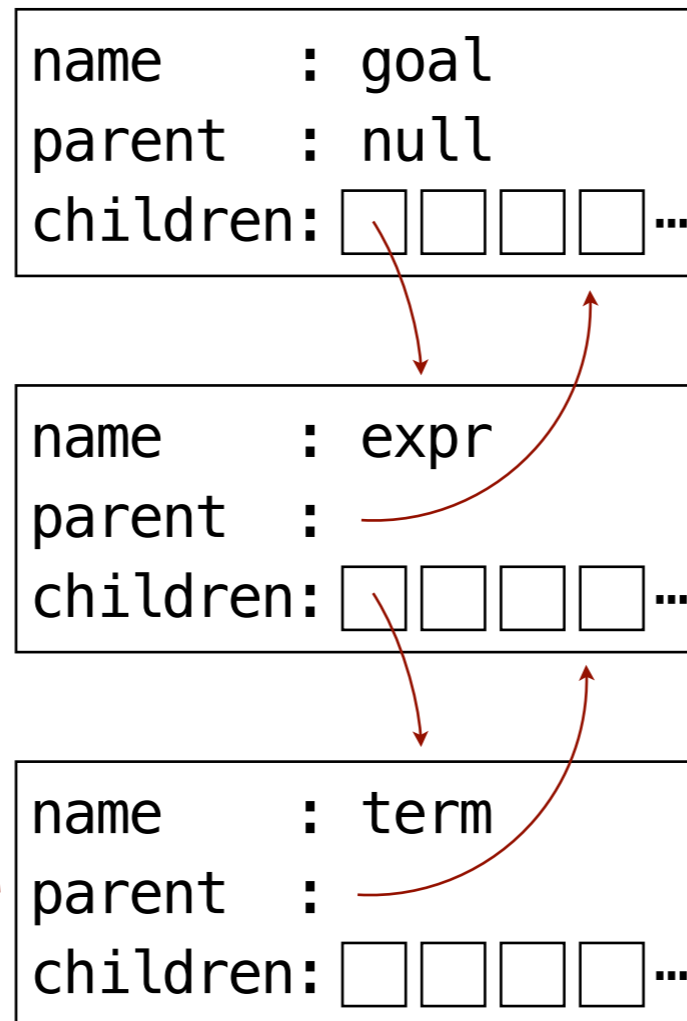 name : goal
parent : null
children: …
name : expr
parent :
children: …
name : term
parent :
children: …